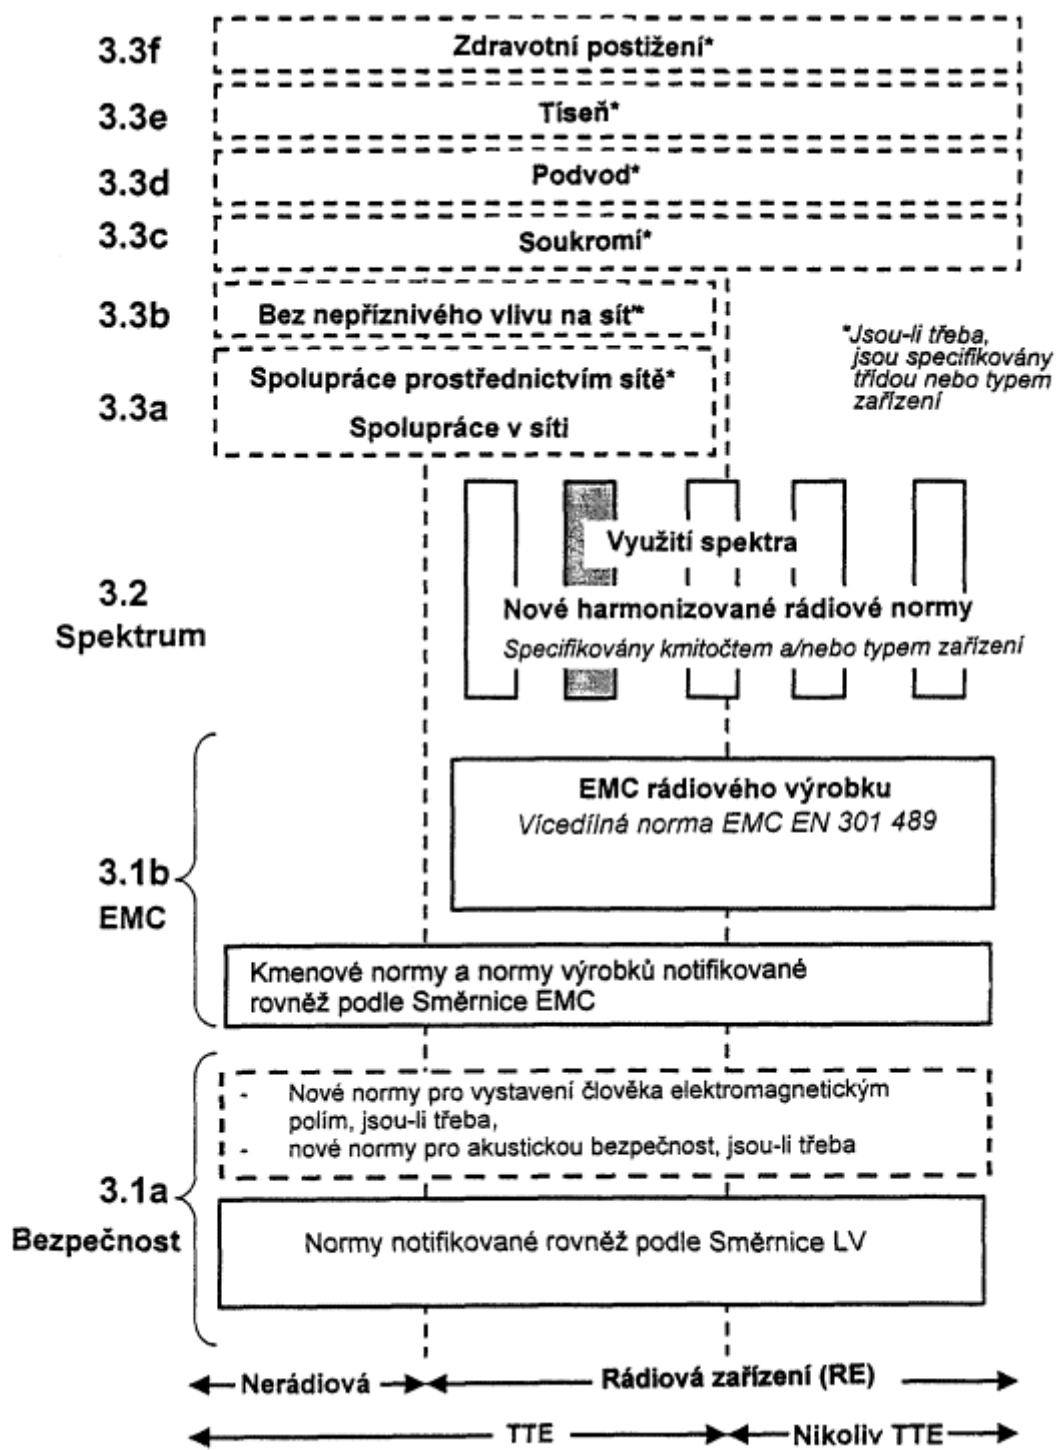 3.3f
Zdravotní postižení*
3.3e
Tíseň*
3.3d
Podvod*
3.3c
Soukromí*
3.3b
Bez nepříznivého vlivu na síť*
*Jsou-li třeba,
jsou specifikovány
třídou nebo typem
zařízení
3.3a
Spolupráce prostřednictvím sítě*
Spolupráce v síti
3.2
Spektrum
Využití spektra
Nové harmonizované rádiové normy
Specifikovány kmitočtem a/nebo typem zařízení
3.1b
EMC
EMC rádiového výrobku
Vícedílná norma EMC EN 301 489
Kmenové normy a normy výrobků notifikované
rovněž podle Směrnice EMC
3.1a
Bezpečnost
- Nové normy pro vystavení člověka elektromagnetickým
polím, jsou-li třeba,
- nové normy pro akustickou bezpečnost, jsou-li třeba
Normy notifikované rovněž podle Směrnice LV
Nerádiová
Rádiová zařízení (RE)
TTE
Nikoliv TTE